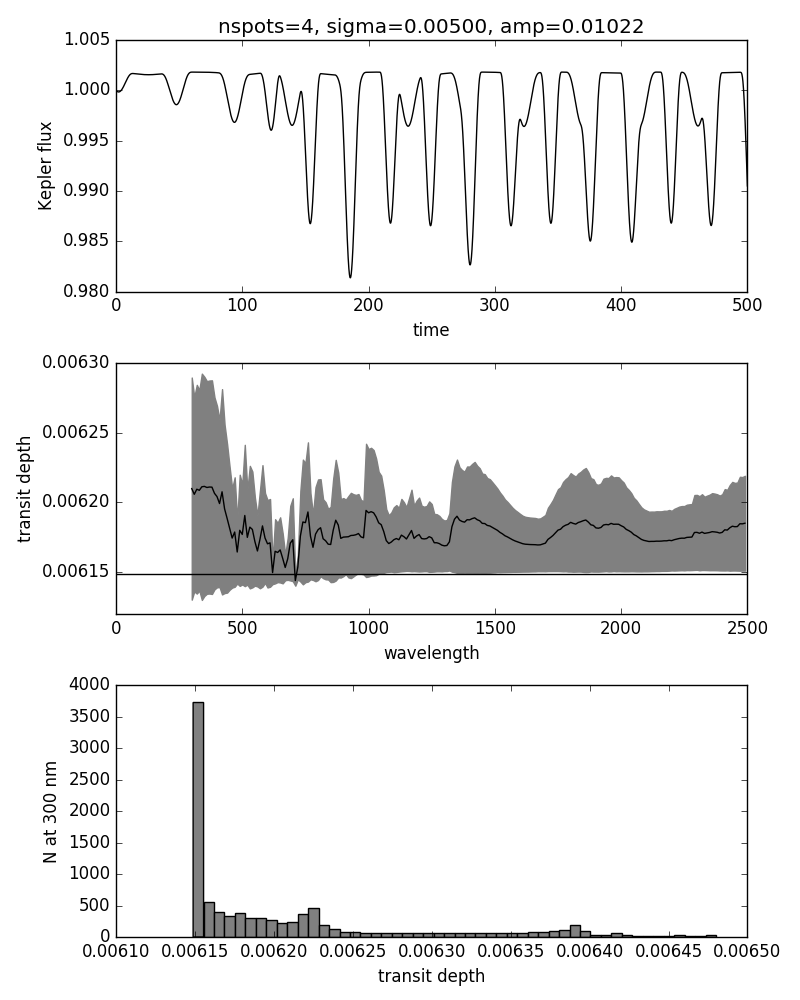 nspots=4, sigma=0.00500, amp=0.01022
1.005
1.000
0.995
0.990
0.985
0.980
Kepler flux
0 100 200 300 400 500
time
0.00630
0.00625
0.00620
0.00615
transit depth
0 500 1000 1500 2000 2500
wavelength
4000
3500
3000
2500
2000
1500
1000
500
0
N at 300 nm
0.00610 0.00615 0.00620 0.00625 0.00630 0.00635 0.00640 0.00645 0.00650
transit depth